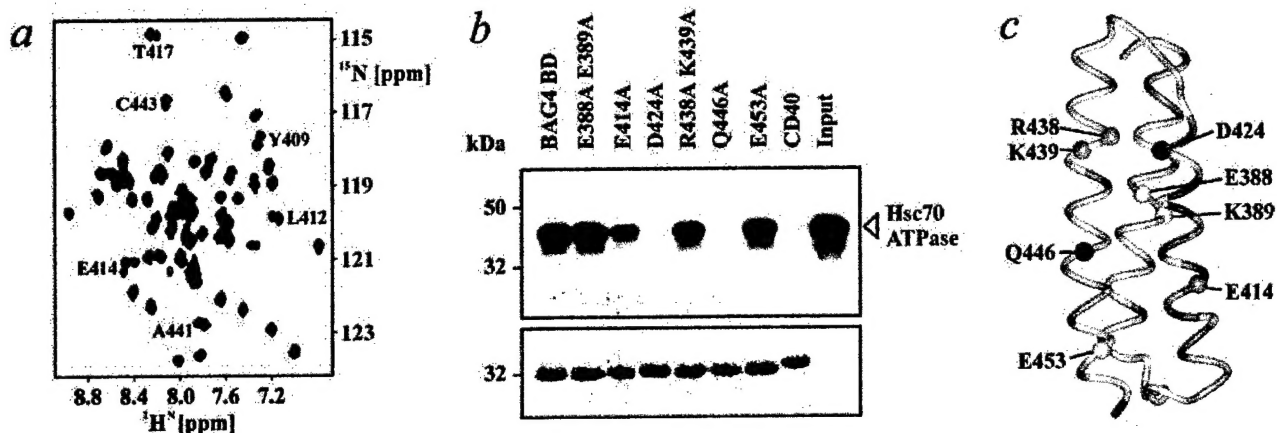 a
T417
C443
Y409
L412
E414
A441
115
¹⁵N [ppm]
117
119
121
123
8.8 8.4 8.0 7.6 7.2
¹Hᴺ [ppm]
b
BAG4 BD
E388A E389A
E414A
D424A
R438A K439A
Q446A
E453A
CD40
Input
kDa
50
32
Hsc70
ATPase
32
c
R438
K439
D424
E388
K389
Q446
E414
E453